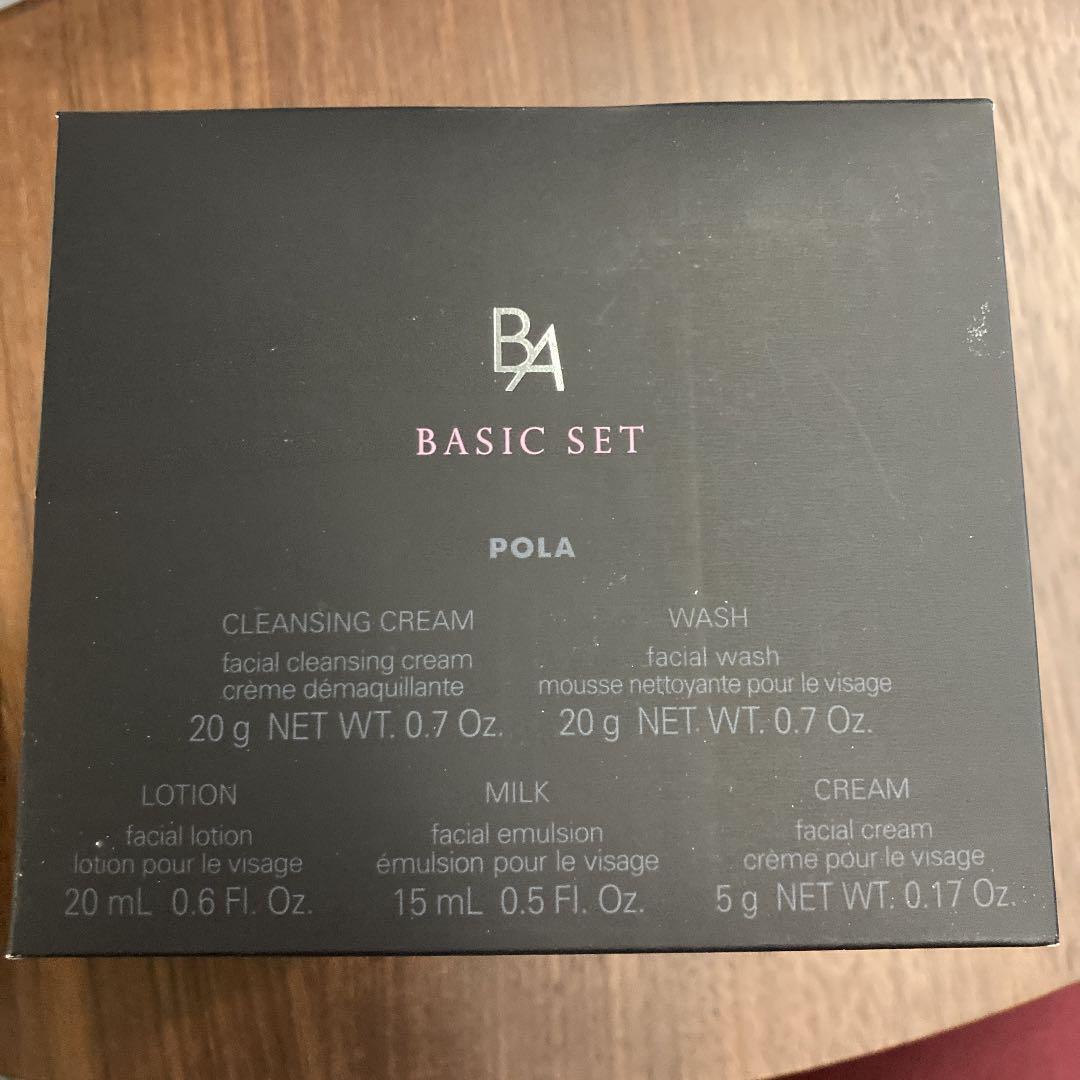 BA
BASIC SET
POLA
CLEANSING CREAM
facial cleansing cream
crème démaquillante
20 g NET WT. 0.7 Oz.
WASH
facial wash
mousse nettoyante pour le visage
20 g NET WT. 0.7 Oz.
LOTION
facial lotion
lotion pour le visage
20 mL 0.6 Fl. Oz.
MILK
facial emulsion
émulsion pour le visage
15 mL 0.5 Fl. Oz.
CREAM
facial cream
crème pour le visage
5 g NET WT. 0.17 Oz.